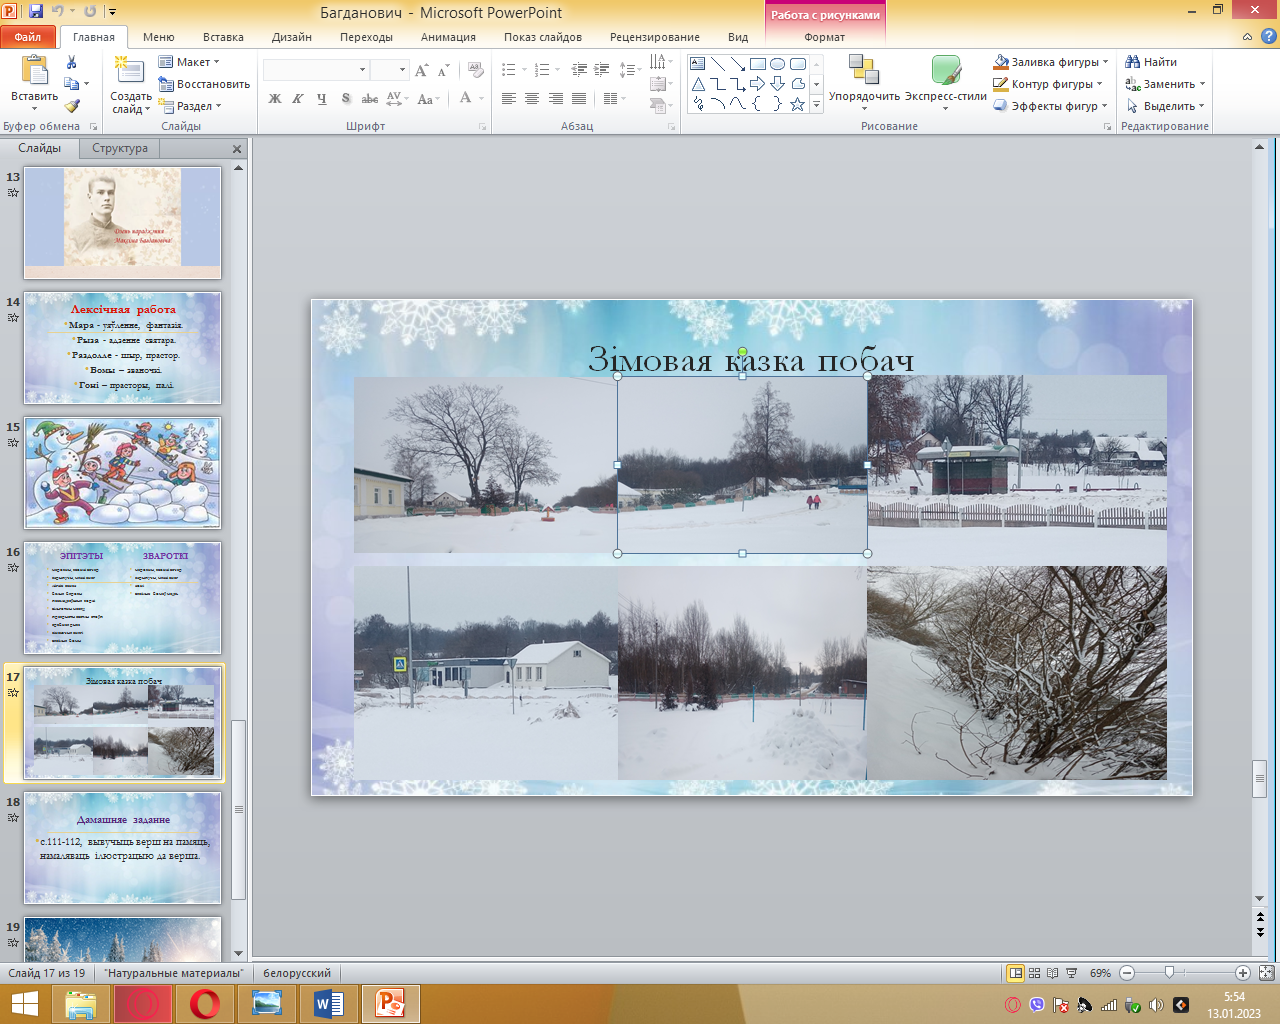 Багданович - Microsoft PowerPoint
Работа с рисунками
Файл
Главная
Меню
Вставка
Дизайн
Переходы
Анимация
Показ слайдов
Рецензирование
Вид
Формат
Вставить
Буфер обмена
Создать слайд
Макет
Восстановить
Раздел
Слайды
Ж К Ч S abc AV Aa A
Шрифт
Абзац
Упорядочить
Экспресс-стили
Заливка фигуры
Контур фигуры
Эффекты фигур
Рисование
Найти
Заменить
Выделить
Редактирование
Слайды
Структура
13
14
Лексічная работа
Мара - уяўленне, фантазія.
Рыза - адзенне святара.
Раздолле - шыр, прастор.
Бомы – званочкі.
Гоні – прасторы, палі.
15
16
ЭПІТЭТЫ
ЗВАРОТКІ
17
Зімовая казка побач
18
Дамашняе заданне
с.111-112, вывучыць верш на памяць, намаляваць ілюстрацыю да верша.
19
Зімовая казка побач
Слайд 17 из 19
"Натуральные материалы"
белорусский
69%
5:54
13.01.2023